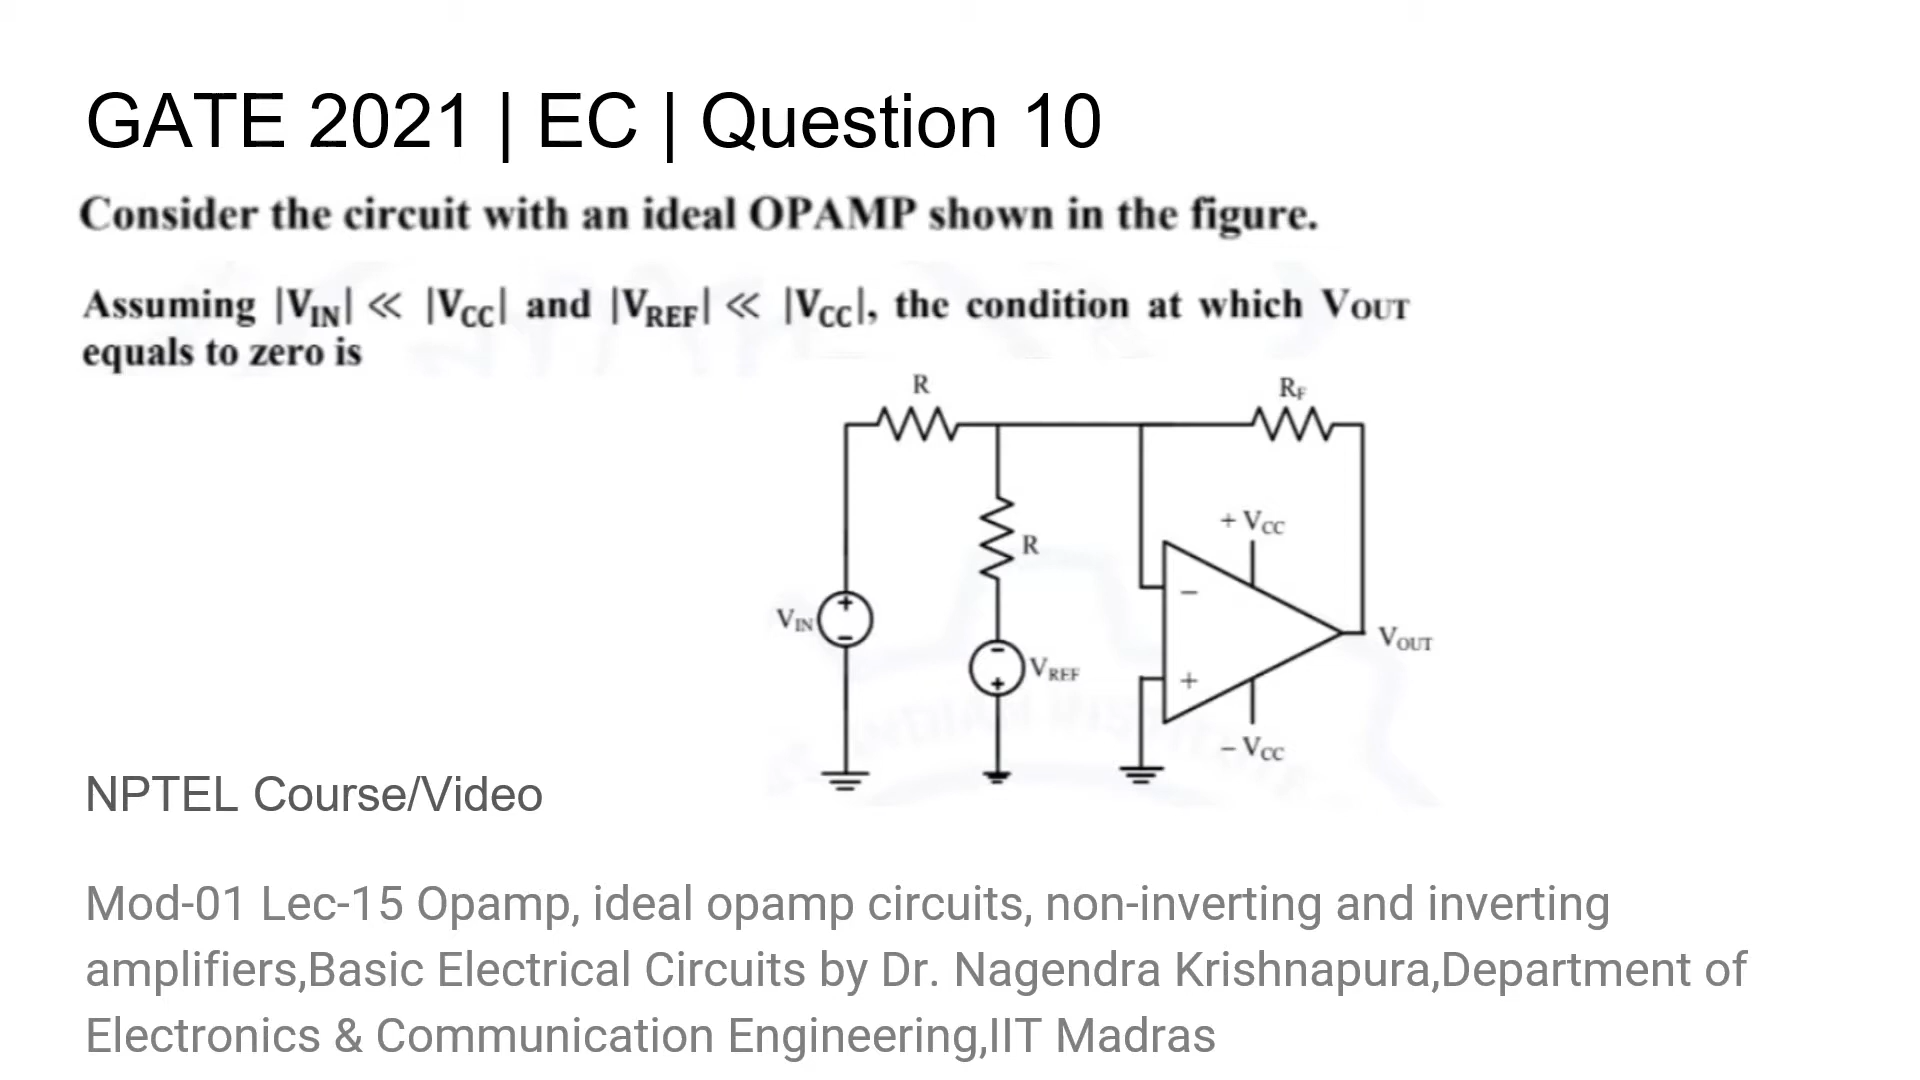 GATE 2021 | EC | Question 10
Consider the circuit with an ideal OPAMP shown in the figure.
Assuming |VIN| ≪ |VCC| and |VREF| ≪ |VCC|, the condition at which VOUT
equals to zero is
R
RF
+ VCC
R
VIN
+
-
-
+
VREF
−
+
VOUT
− VCC
NPTEL Course/Video
Mod-01 Lec-15 Opamp, ideal opamp circuits, non-inverting and inverting
amplifiers,Basic Electrical Circuits by Dr. Nagendra Krishnapura,Department of
Electronics & Communication Engineering,IIT Madras